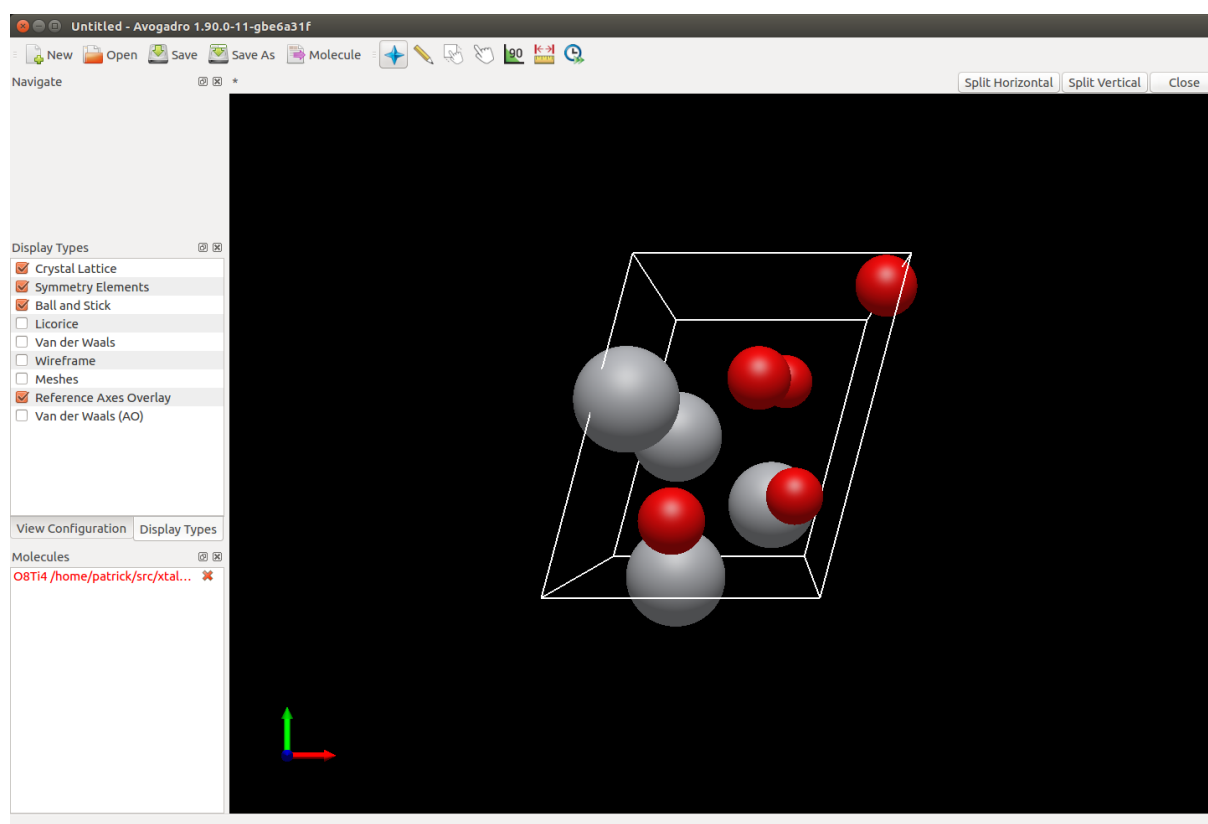 Untitled - Avogadro 1.90.0-11-gbe6a31f
New Open Save Save As Molecule 90
Navigate * Split Horizontal Split Vertical Close
Display Types
Crystal Lattice
Symmetry Elements
Ball and Stick
Licorice
Van der Waals
Wireframe
Meshes
Reference Axes Overlay
Van der Waals (AO)
View Configuration Display Types
Molecules
O8Ti4 /home/patrick/src/xtal...